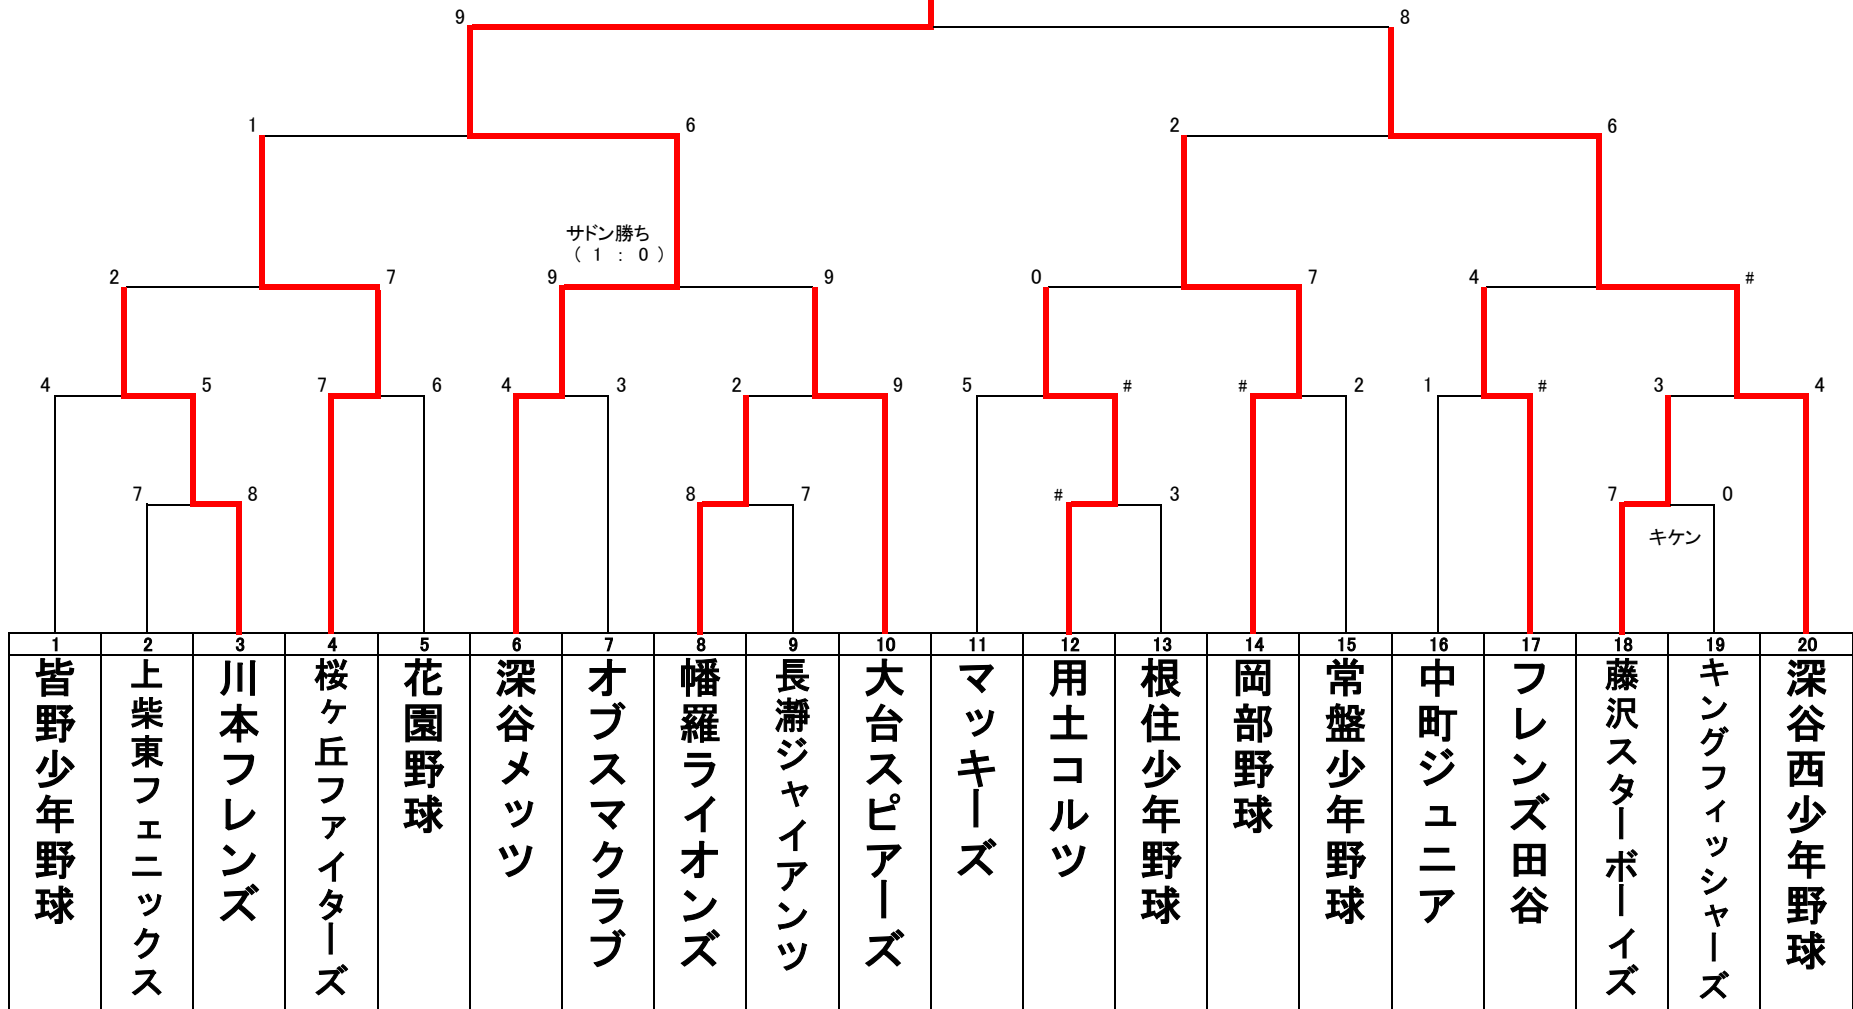 9 8
1 6 2 6
サドン勝ち
( 1 : 0 )
2 7 9 9 0 7 4 #
4 5 7 6 4 3 2 9 5 # # 2 1 # 3 4
7 8 8 7 # 3 7 0
キケン
1 2 3 4 5 6 7 8 9 10 11 12 13 14 15 16 17 18 19 20
皆野少年野球
上柴東フェニックス
川本フレンズ
桜ケ丘ファイターズ
花園野球
深谷メッツ
オブスマクラブ
幡羅ライオンズ
長瀞ジャイアンツ
大台スピアーズ
マッキーズ
用土コルツ
根住少年野球
岡部野球
常盤少年野球
中町ジュニア
フレンズ田谷
藤沢スターボーイズ
キングフィッシャーズ
深谷西少年野球